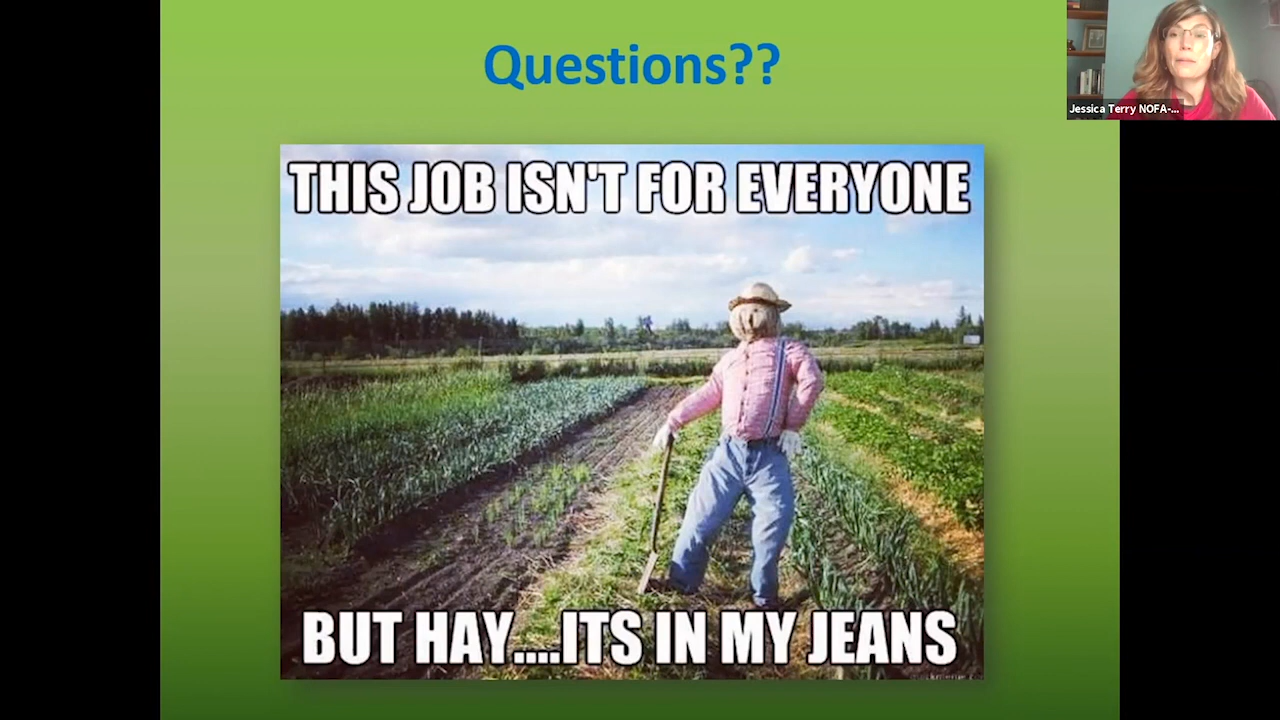 Questions??
Jessica Terry NOFA-...
THIS JOB ISN'T FOR EVERYONE
BUT HAY....ITS IN MY JEANS